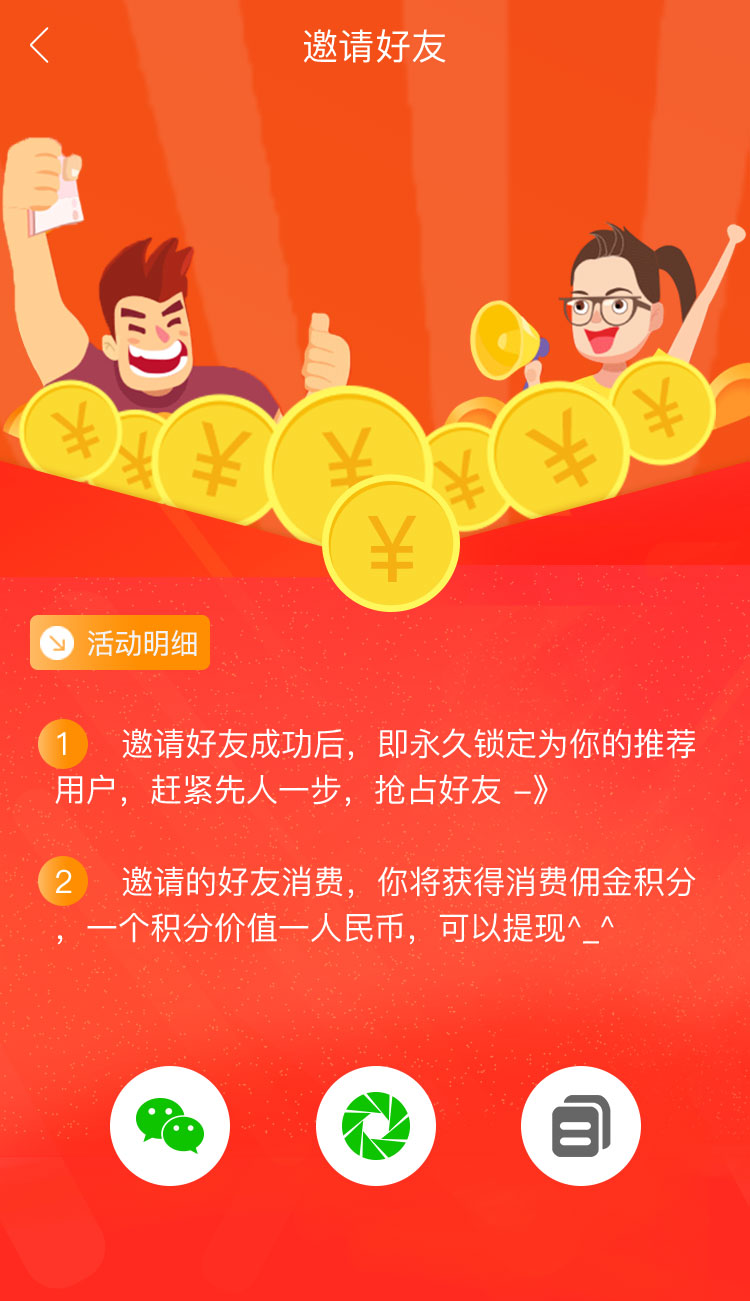 邀请好友
¥ ¥ ¥ ¥ ¥ ¥ ¥
¥
活动明细
1 邀请好友成功后，即永久锁定为你的推荐
用户，赶紧先人一步，抢占好友 -》
2 邀请的好友消费，你将获得消费佣金积分
，一个积分价值一人民币，可以提现^_^